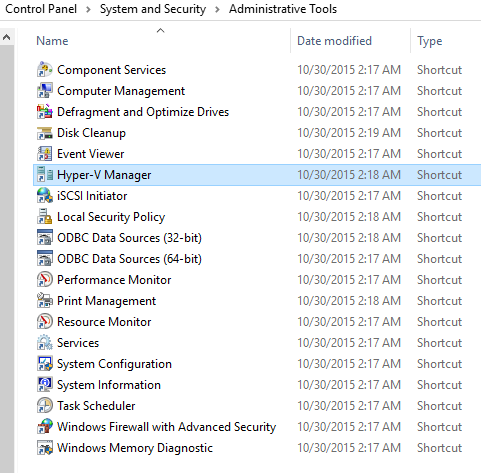 Control Panel > System and Security > Administrative Tools
Name Date modified Type
Component Services 10/30/2015 2:17 AM Shortcut
Computer Management 10/30/2015 2:17 AM Shortcut
Defragment and Optimize Drives 10/30/2015 2:17 AM Shortcut
Disk Cleanup 10/30/2015 2:19 AM Shortcut
Event Viewer 10/30/2015 2:17 AM Shortcut
Hyper-V Manager 10/30/2015 2:18 AM Shortcut
iSCSI Initiator 10/30/2015 2:17 AM Shortcut
Local Security Policy 10/30/2015 2:18 AM Shortcut
ODBC Data Sources (32-bit) 10/30/2015 2:18 AM Shortcut
ODBC Data Sources (64-bit) 10/30/2015 2:17 AM Shortcut
Performance Monitor 10/30/2015 2:17 AM Shortcut
Print Management 10/30/2015 2:18 AM Shortcut
Resource Monitor 10/30/2015 2:17 AM Shortcut
Services 10/30/2015 2:17 AM Shortcut
System Configuration 10/30/2015 2:17 AM Shortcut
System Information 10/30/2015 2:17 AM Shortcut
Task Scheduler 10/30/2015 2:17 AM Shortcut
Windows Firewall with Advanced Security 10/30/2015 2:17 AM Shortcut
Windows Memory Diagnostic 10/30/2015 2:17 AM Shortcut